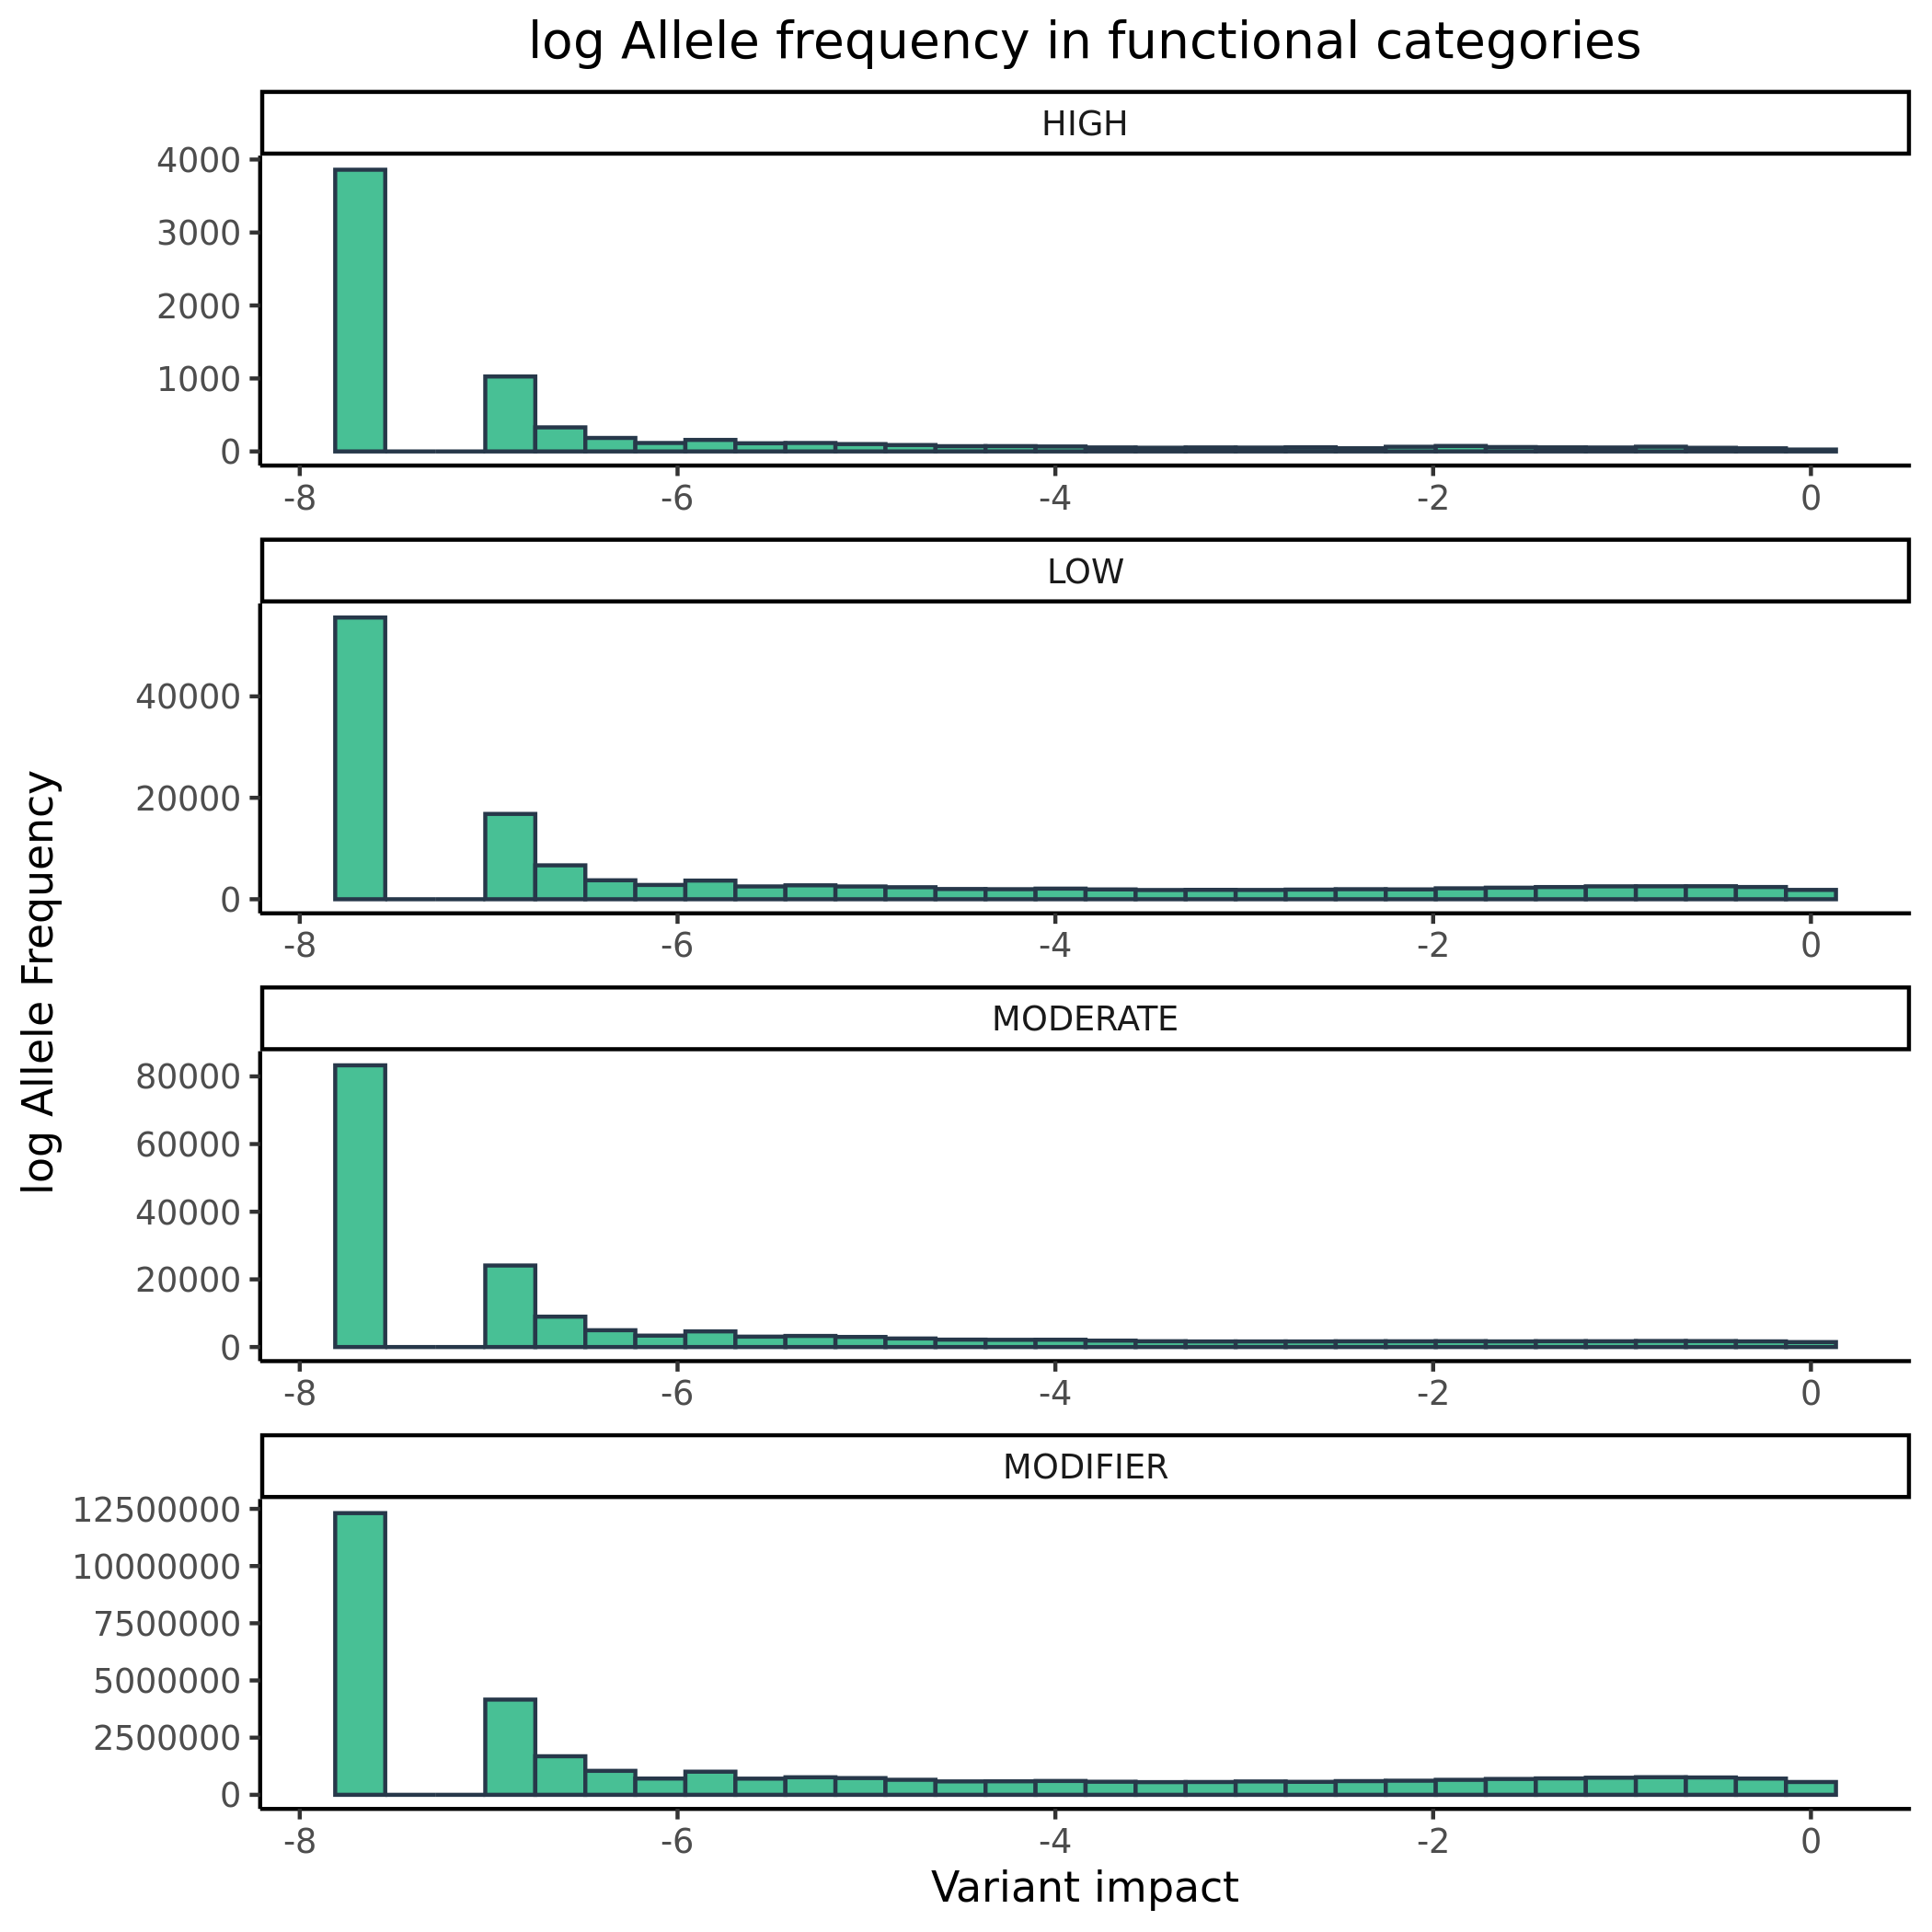 log Allele frequency in functional categories
HIGH
4000
3000
2000
1000
0
-8 -6 -4 -2 0
LOW
40000
20000
0
-8 -6 -4 -2 0
log Allele Frequency
MODERATE
80000
60000
40000
20000
0
-8 -6 -4 -2 0
MODIFIER
12500000
10000000
7500000
5000000
2500000
0
-8 -6 -4 -2 0
Variant impact